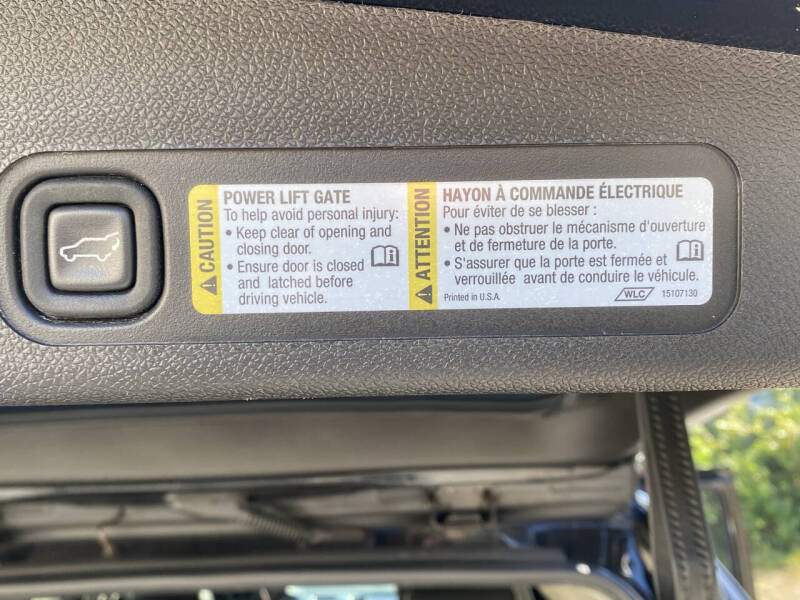 CAUTION
POWER LIFT GATE
To help avoid personal injury:
• Keep clear of opening and
closing door.
• Ensure door is closed
and latched before
driving vehicle.
ATTENTION
HAYON À COMMANDE ÉLECTRIQUE
Pour éviter de se blesser :
• Ne pas obstruer le mécanisme d'ouverture
et de fermeture de la porte.
• S'assurer que la porte est fermée et
verrouillée avant de conduire le véhicule.
Printed in U.S.A. WLC 15107130